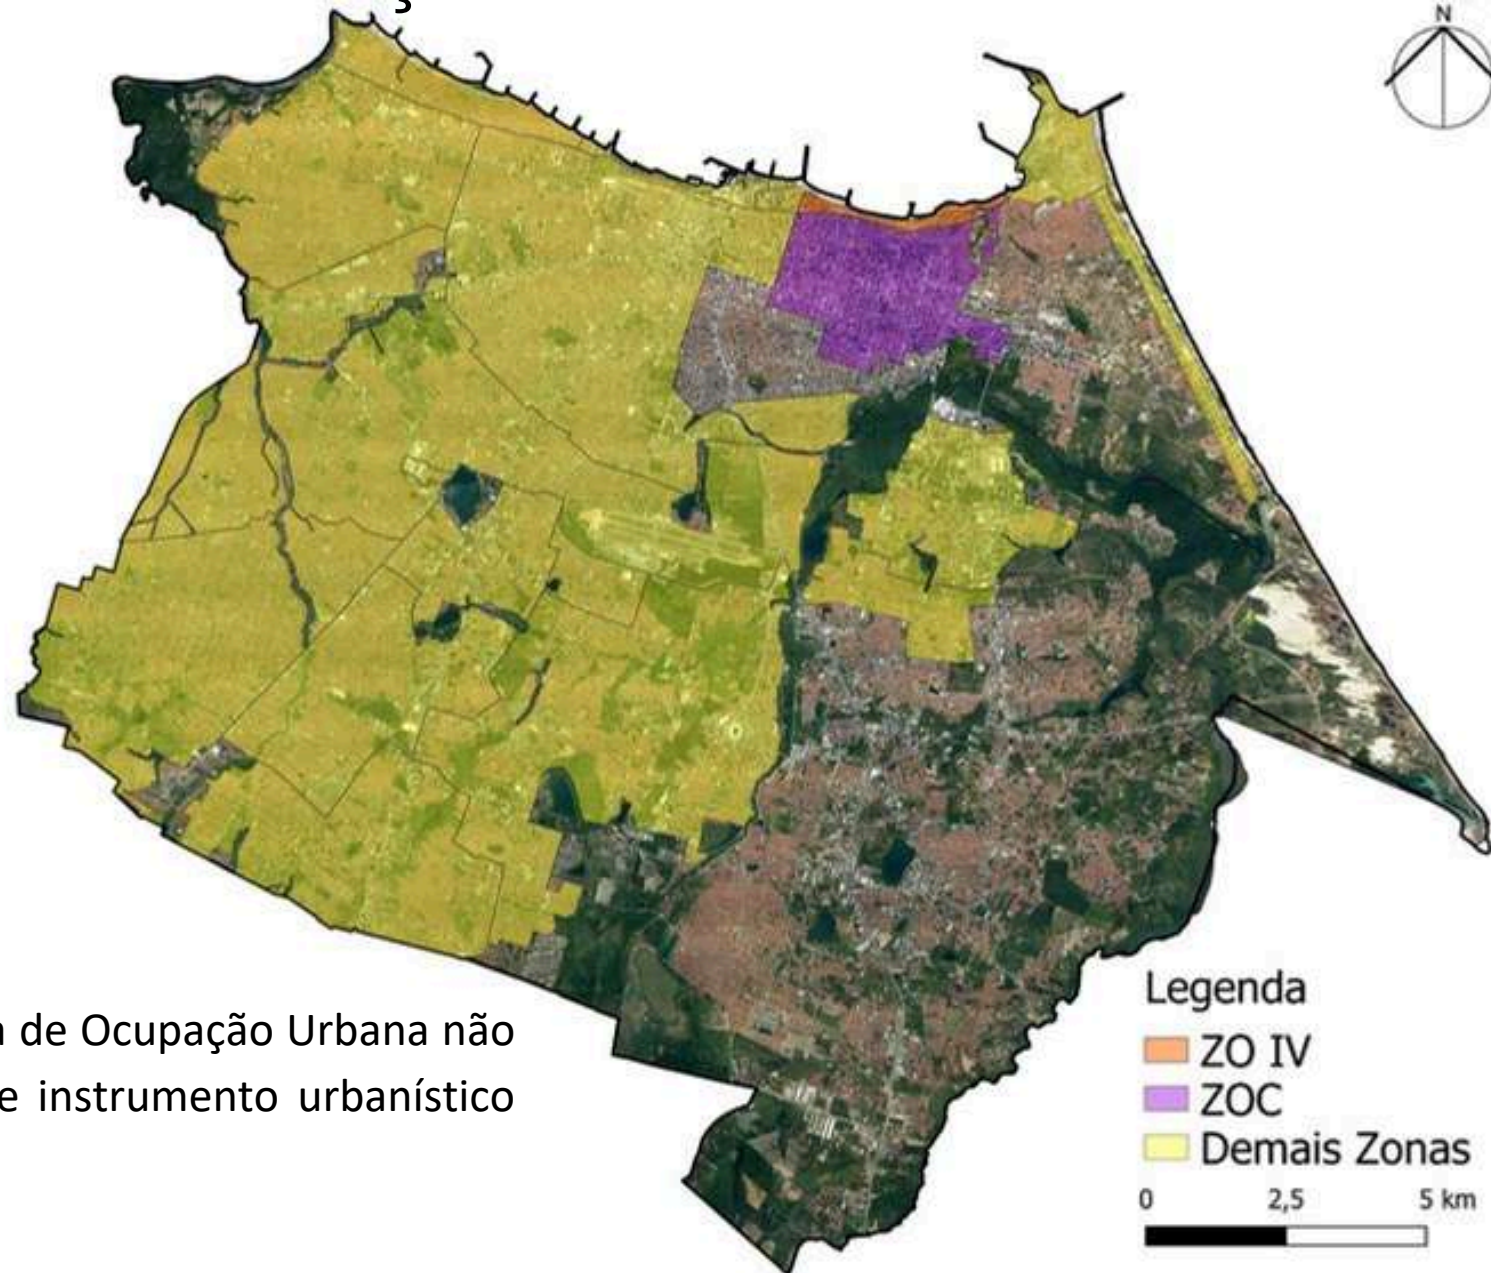 N
de Ocupação Urbana não
e instrumento urbanístico
Legenda
ZO IV
ZOC
Demais Zonas
0 2,5 5 km